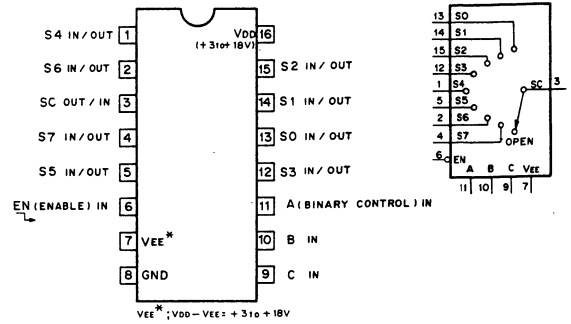 S4 IN/OUT 1
VDD 16
(+3to+18V)
S6 IN/OUT 2
15 S2 IN/OUT
SC OUT/IN 3
14 S1 IN/OUT
S7 IN/OUT 4
13 S0 IN/OUT
S5 IN/OUT 5
12 S3 IN/OUT
EN (ENABLE) IN 6
11 A (BINARY CONTROL) IN
7 VEE*
10 B IN
8 GND
9 C IN
VEE*; VDD-VEE= +3to+18V
13 S0
14 S1
15 S2
12 S3
1 S4
5 S5
2 S6
4 S7
SC 3
OPEN
6 EN
A B C VEE
11 10 9 7